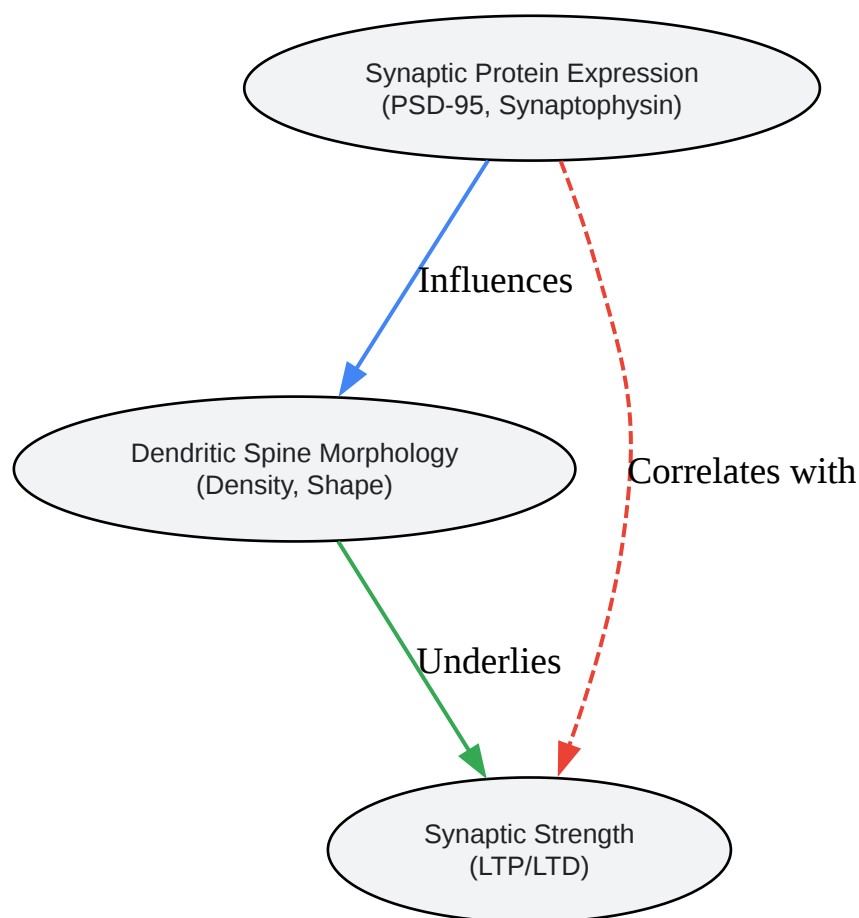 Synaptic Protein Expression
(PSD-95, Synaptophysin)
Influences
Dendritic Spine Morphology
(Density, Shape)
Correlates with
Underlies
Synaptic Strength
(LTP/LTD)